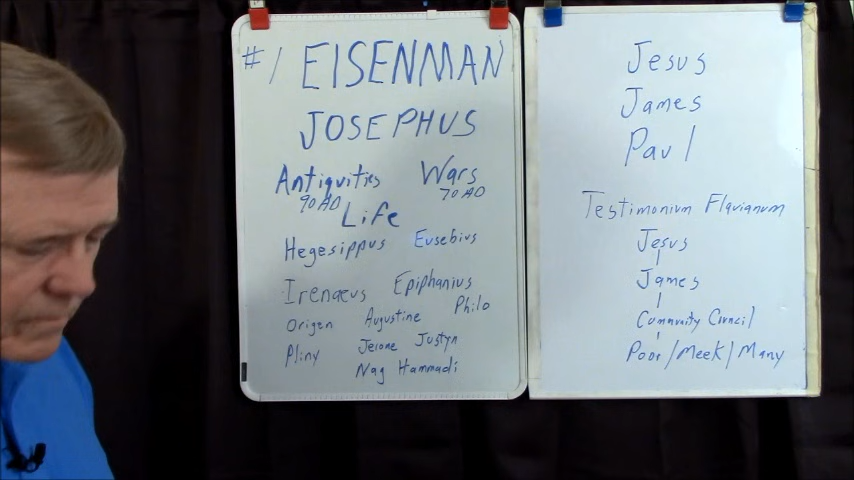 #1 EISENMAN
JOSEPHUS
Antiquities Wars
90 AD 70 AD
Life
Hegesippus Eusebius
Irenaeus Epiphanius
Origen Augustine Philo
Pliny Jerone Justyn
Nag Hammadi
Jesus
James
Paul
Testimonium Flavianum
Jesus
James
Community Council
Poor/Meek/Many